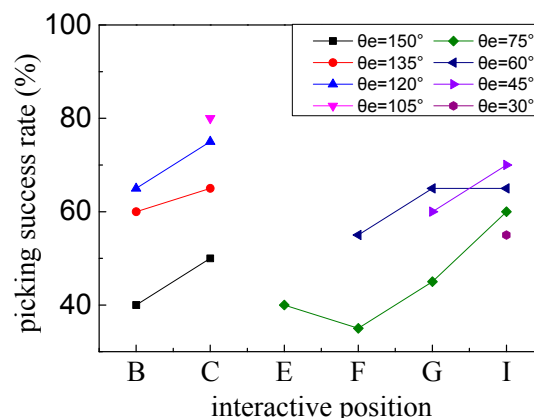 100
80
60
40
picking success rate (%)
θe=150° θe=75°
θe=135° θe=60°
θe=120° θe=45°
θe=105° θe=30°
B C E F G I
interactive position